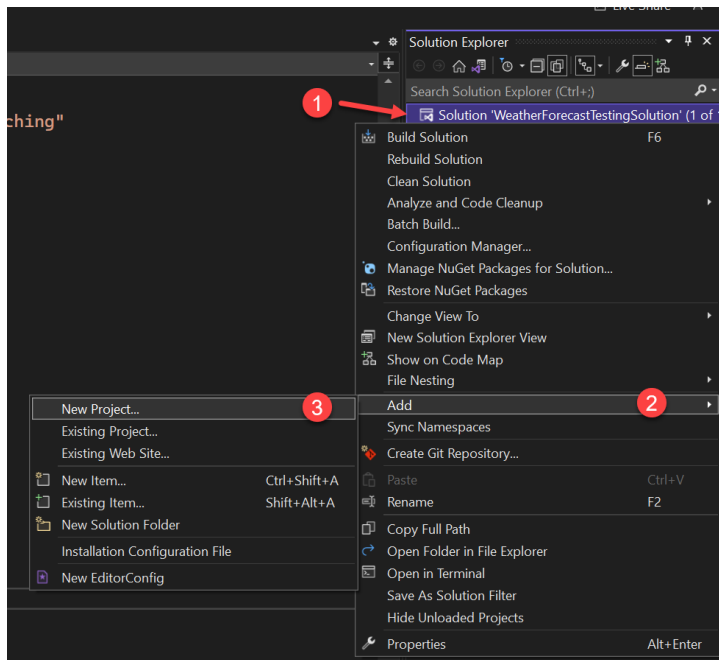 Live Share
Solution Explorer
Search Solution Explorer (Ctrl+;)
ching"
1
Solution 'WeatherForecastTestingSolution' (1 of 1
Build Solution F6
Rebuild Solution
Clean Solution
Analyze and Code Cleanup
Batch Build...
Configuration Manager...
Manage NuGet Packages for Solution...
Restore NuGet Packages
Change View To
New Solution Explorer View
Show on Code Map
File Nesting
Add 2
Sync Namespaces
Create Git Repository...
Paste Ctrl+V
Rename F2
Copy Full Path
Open Folder in File Explorer
Open in Terminal
Save As Solution Filter
Hide Unloaded Projects
Properties Alt+Enter
New Project... 3
Existing Project...
Existing Web Site...
New Item... Ctrl+Shift+A
Existing Item... Shift+Alt+A
New Solution Folder
Installation Configuration File
New EditorConfig